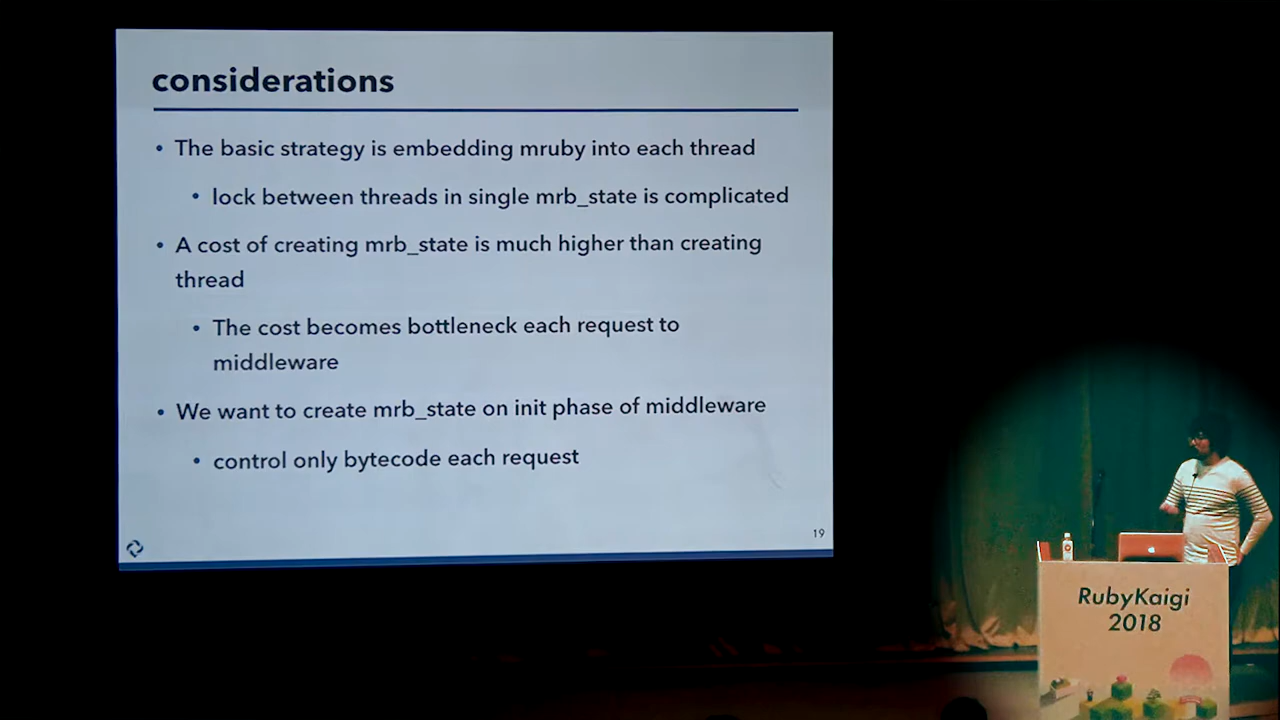 considerations
• The basic strategy is embedding mruby into each thread
• lock between threads in single mrb_state is complicated
• A cost of creating mrb_state is much higher than creating
thread
• The cost becomes bottleneck each request to
middleware
• We want to create mrb_state on init phase of middleware
• control only bytecode each request
19
RubyKaigi
2018